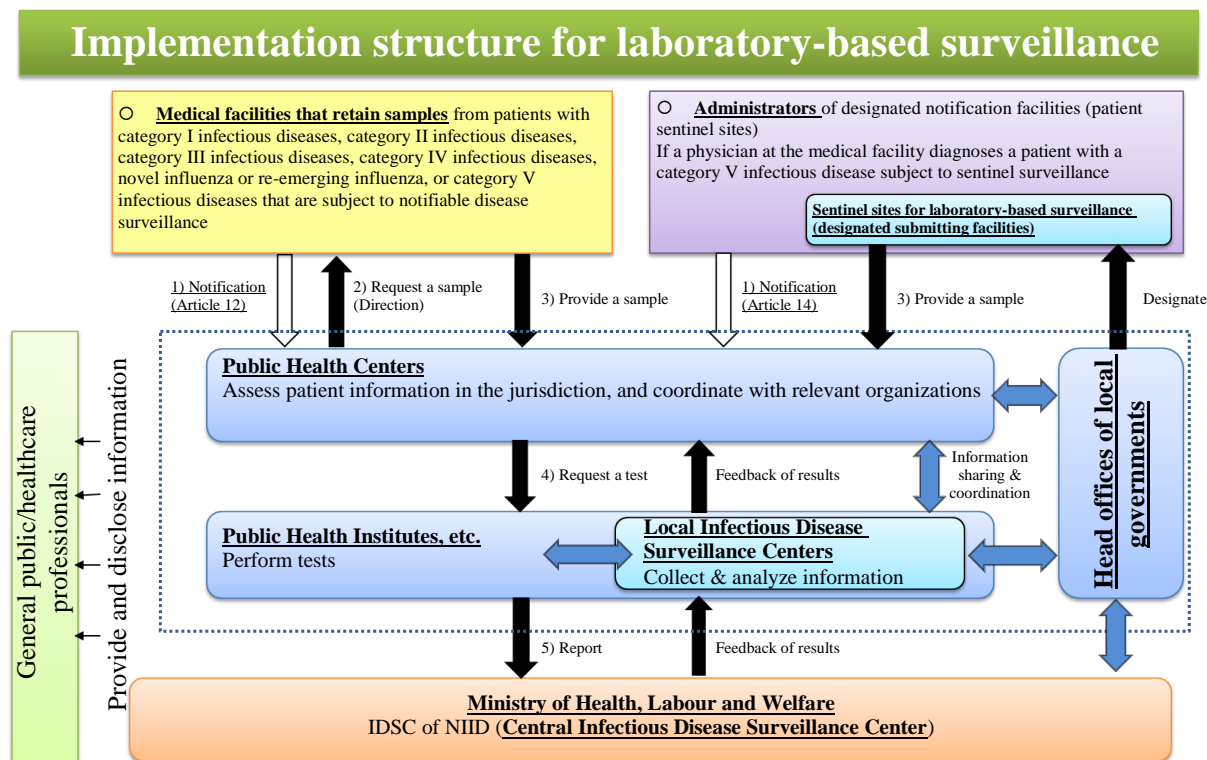 Implementation structure for laboratory-based surveillance
○ Medical facilities that retain samples from patients with
category I infectious diseases, category II infectious diseases,
category III infectious diseases, category IV infectious diseases,
novel influenza or re-emerging influenza, or category V
infectious diseases that are subject to notifiable disease
surveillance
○ Administrators of designated notification facilities (patient
sentinel sites)
If a physician at the medical facility diagnoses a patient with a
category V infectious disease subject to sentinel surveillance
Sentinel sites for laboratory-based surveillance
(designated submitting facilities)
1) Notification
(Article 12)
2) Request a sample
(Direction)
3) Provide a sample
1) Notification
(Article 14)
3) Provide a sample
Designate
General public/healthcare
professionals
Provide and disclose information
Public Health Centers
Assess patient information in the jurisdiction, and coordinate with relevant organizations
Head offices of local
governments
4) Request a test
Feedback of results
Information
sharing &
coordination
Public Health Institutes, etc.
Perform tests
Local Infectious Disease
Surveillance Centers
Collect & analyze information
5) Report
Feedback of results
Ministry of Health, Labour and Welfare
IDSC of NIID (Central Infectious Disease Surveillance Center)